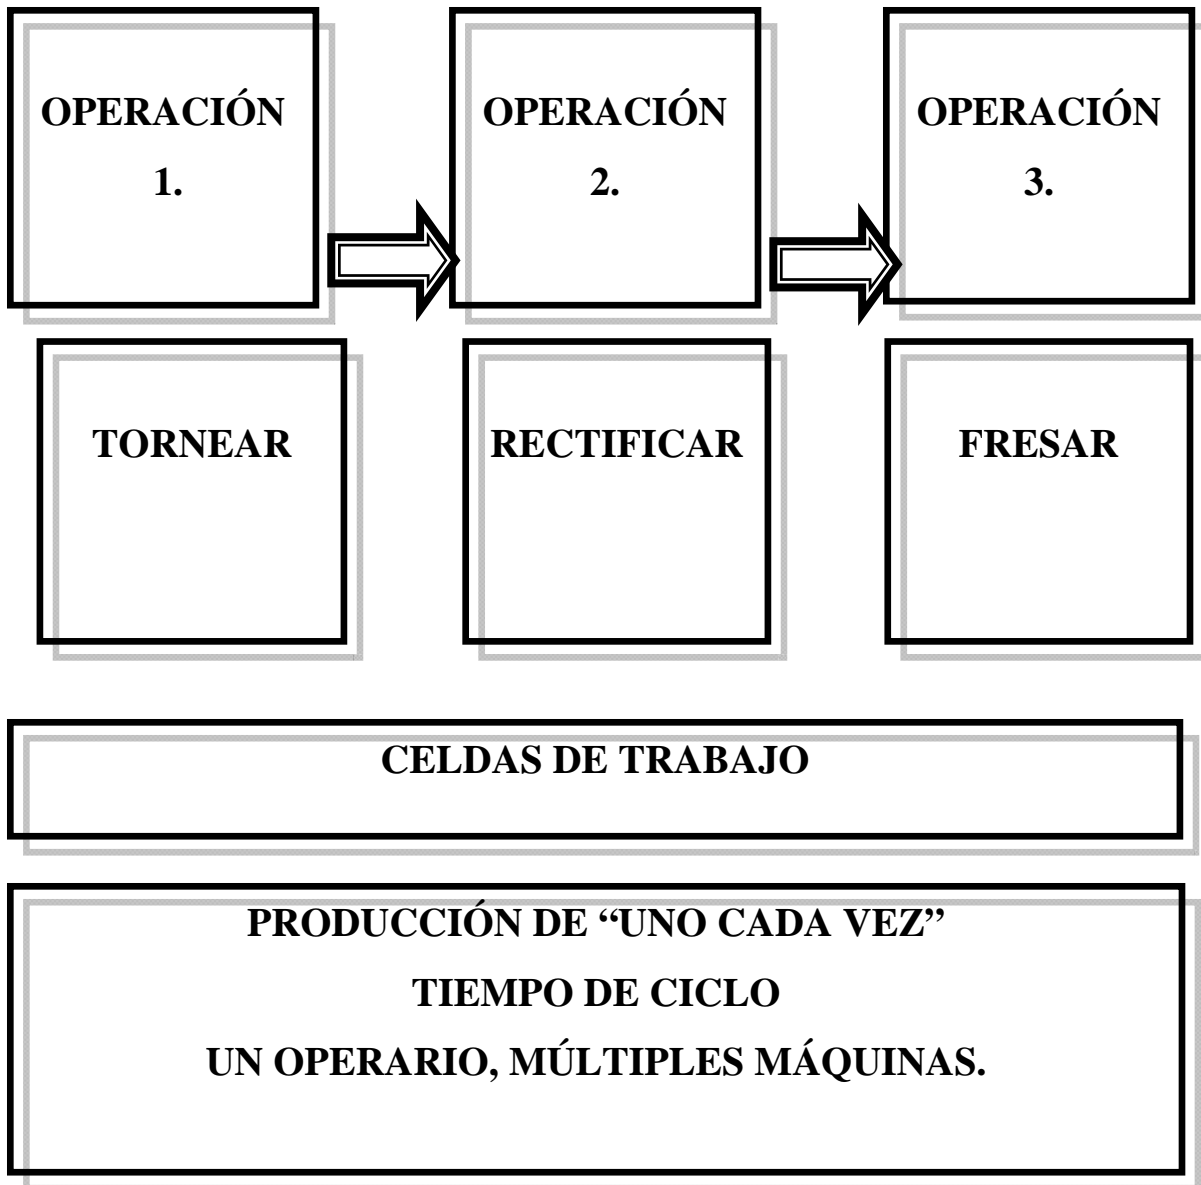 OPERACIÓN
1.
OPERACIÓN
2.
OPERACIÓN
3.
TORNEAR
RECTIFICAR
FRESAR
CELDAS DE TRABAJO
PRODUCCIÓN DE “UNO CADA VEZ”
TIEMPO DE CICLO
UN OPERARIO, MÚLTIPLES MÁQUINAS.